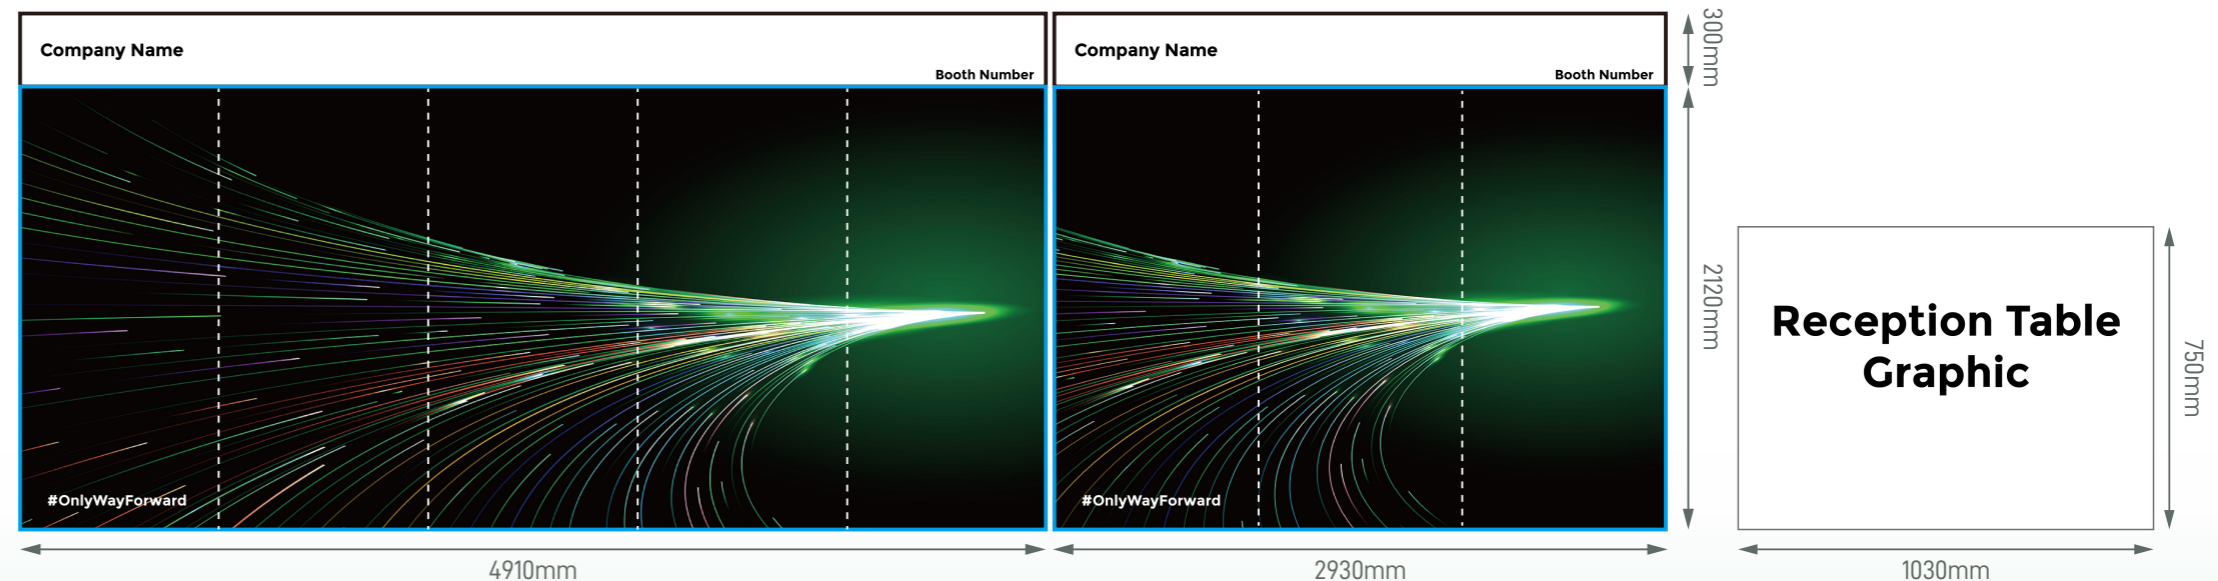 Company Name
Booth Number
Company Name
Booth Number
300mm
2120mm
#OnlyWayForward
#OnlyWayForward
4910mm
2930mm
Reception Table
Graphic
750mm
1030mm